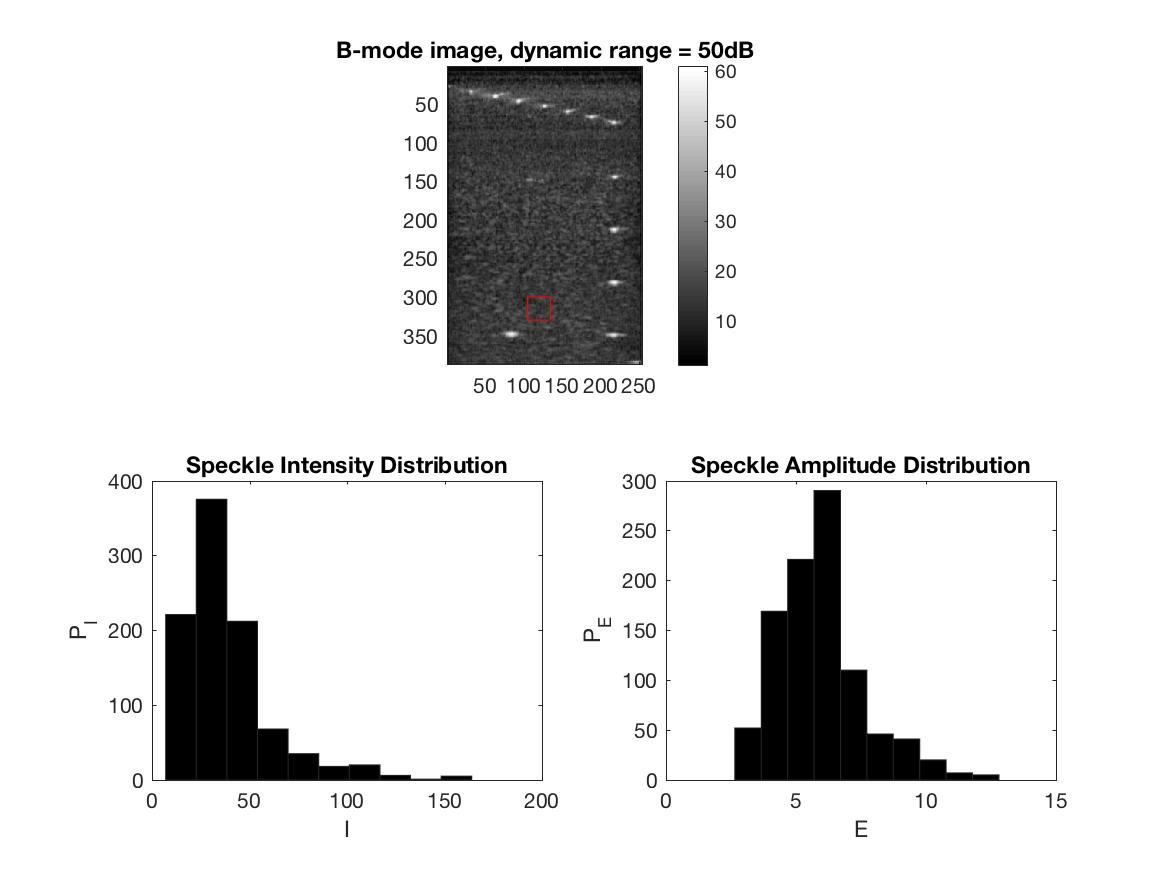 B-mode image, dynamic range = 50dB
50
100
150
200
250
300
350
50 100 150 200 250
60
50
40
30
20
10
Speckle Intensity Distribution
400
300
200
100
0
P_I
0 50 100 150 200
I
Speckle Amplitude Distribution
300
250
200
150
100
50
0
P_E
0 5 10 15
E